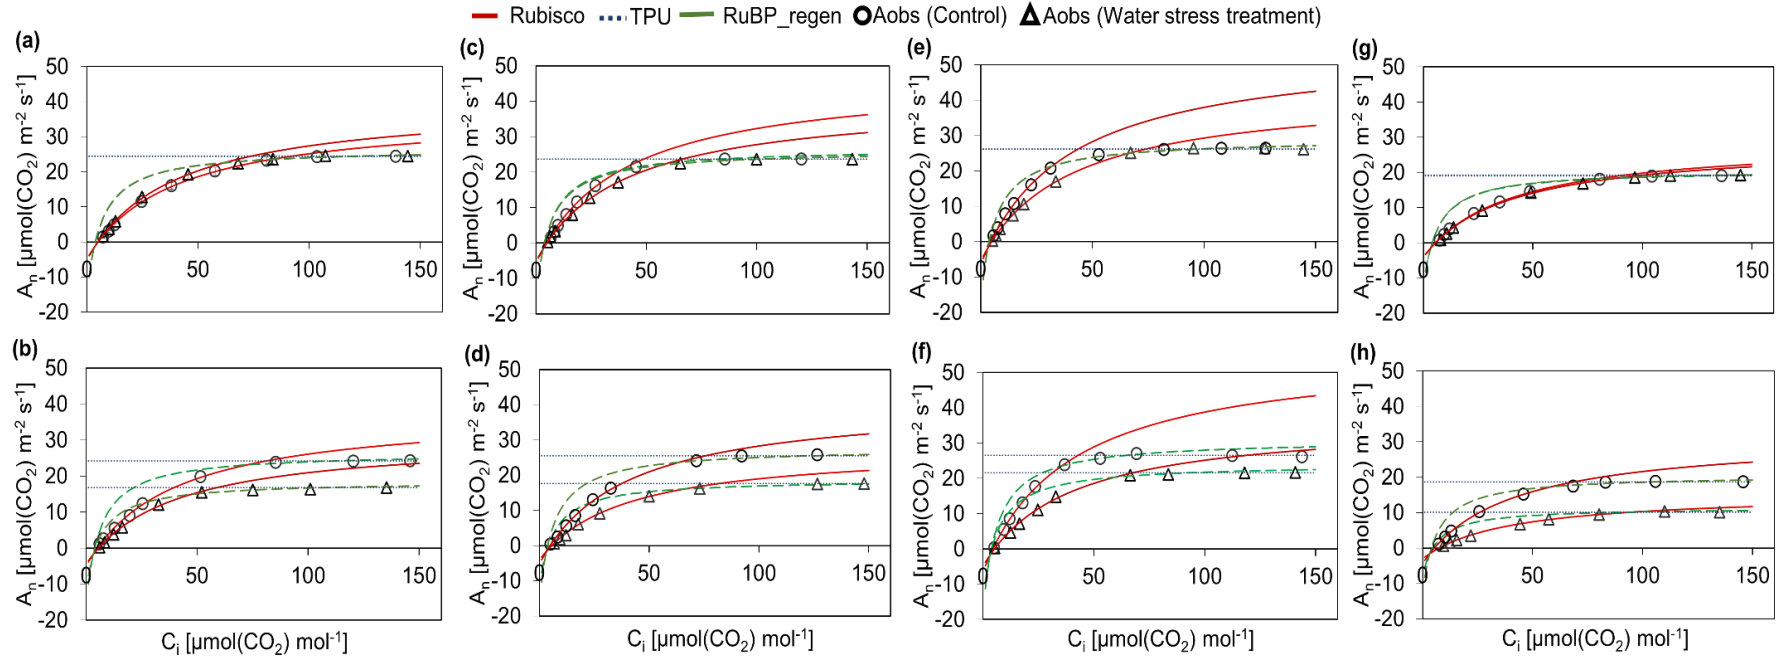 Rubisco TPU RuBP_regen Aobs (Control) Aobs (Water stress treatment)
(a) (c) (e) (g)
50 50 50 50
40 40 40 40
30 30 30 30
20 20 20 20
10 10 10 10
0 0 0 0
0 50 100 150 0 50 100 150 0 50 100 150 0 50 100 150
-10 -10 -10 -10
-20 -20 -20 -20
An [µmol(CO2) m-2 s-1] An [µmol(CO2) m-2 s-1] An [µmol(CO2) m-2 s-1] An [µmol(CO2) m-2 s-1]
(b) (d) (f) (h)
50 50 50 50
40 40 40 40
30 30 30 30
20 20 20 20
10 10 10 10
0 0 0 0
0 50 100 150 0 50 100 150 0 50 100 150 0 50 100 150
-10 -10 -10 -10
-20 -20 -20 -20
An [µmol(CO2) m-2 s-1] An [µmol(CO2) m-2 s-1] An [µmol(CO2) m-2 s-1] An [µmol(CO2) m-2 s-1]
Ci [µmol(CO2) mol-1] Ci [µmol(CO2) mol-1] Ci [µmol(CO2) mol-1] Ci [µmol(CO2) mol-1]